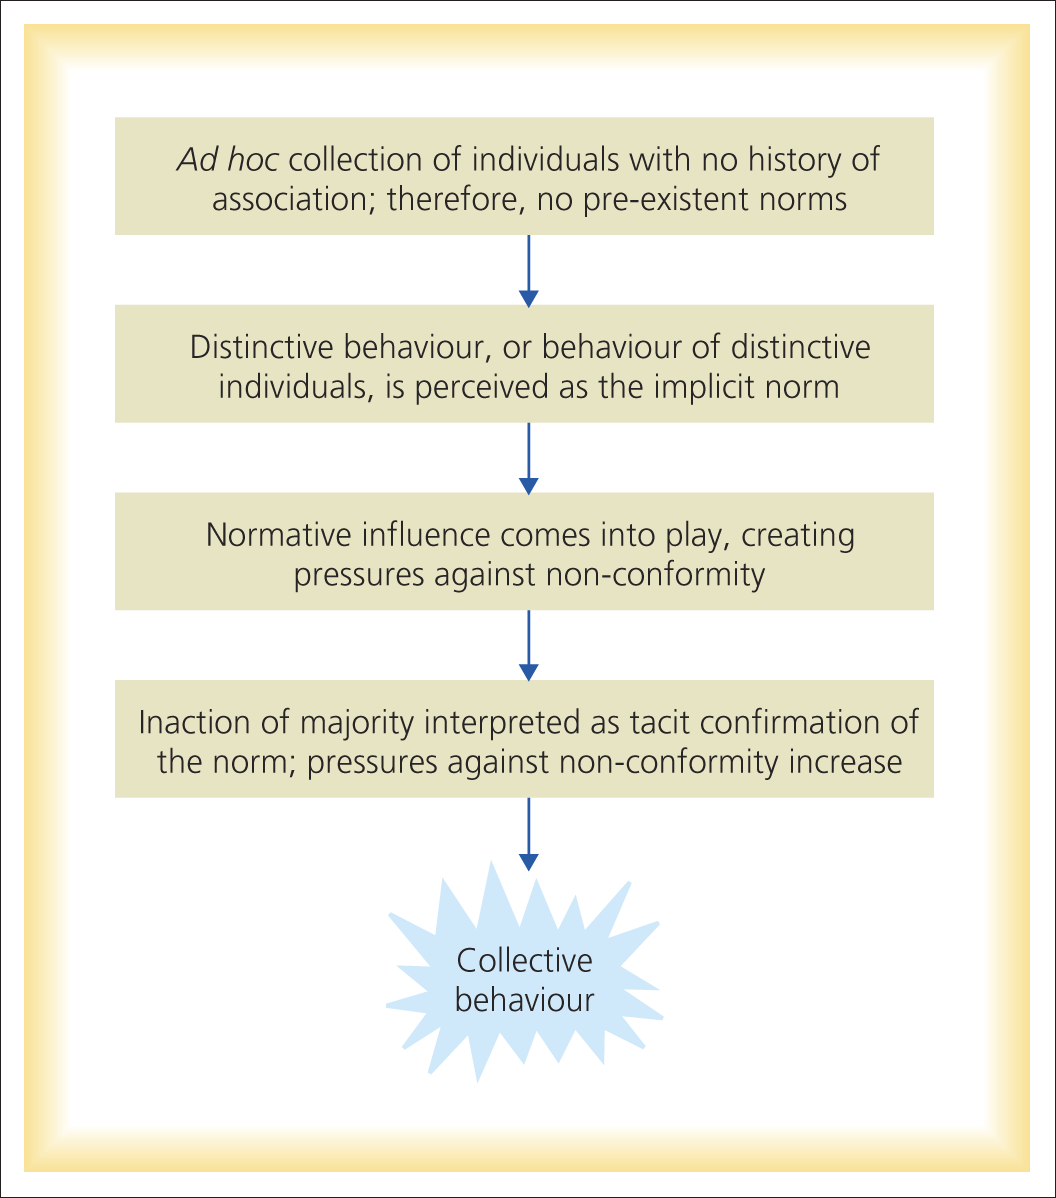 Ad hoc collection of individuals with no history of
association; therefore, no pre-existent norms
Distinctive behaviour, or behaviour of distinctive
individuals, is perceived as the implicit norm
Normative influence comes into play, creating
pressures against non-conformity
Inaction of majority interpreted as tacit confirmation of
the norm; pressures against non-conformity increase
Collective
behaviour